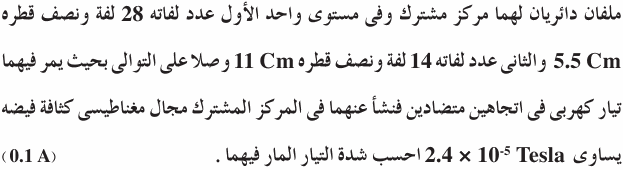 ملفان دائريان لهما مركز مشترك وفى مستوى واحد الأول عدد لفاته 28 لفة ونصف قطره
5.5 Cm والثانى عدد لفاته 14 لفة ونصف قطره 11 Cm وصلا على التوالى بحيث يمر فيهما
تيار كهربى فى اتجاهين متضادين فنشأ عنهما فى المركز المشترك مجال مغناطيسى كثافة فيضه
يساوى 2.4 × 10⁻⁵ Tesla احسب شدة التيار المار فيهما . (0.1 A)